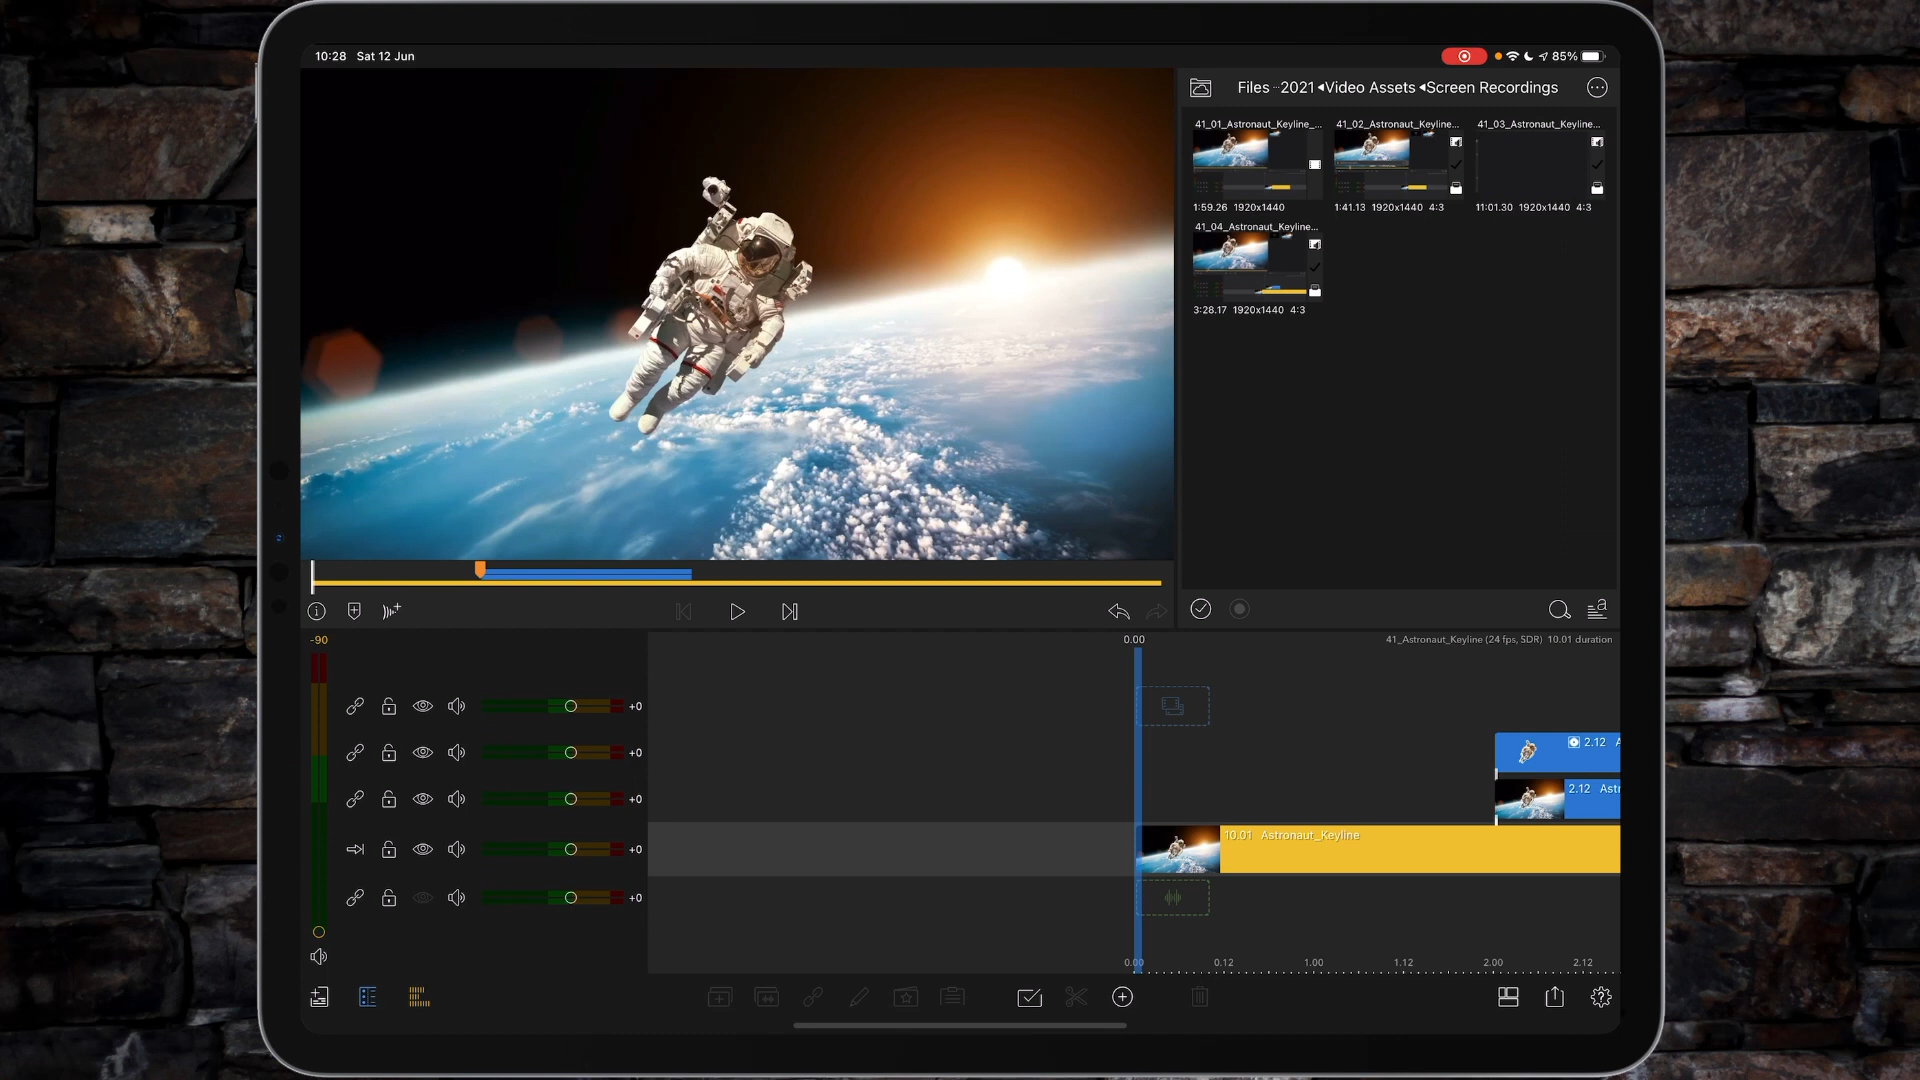 10:28 Sat 12 Jun
85%
Files ··2021 ◂Video Assets ◂Screen Recordings
41_01_Astronaut_Keyline_...
41_02_Astronaut_Keyline...
41_03_Astronaut_Keyline...
1:59.26 1920x1440
1:41.13 1920x1440 4:3
11:01.30 1920x1440 4:3
41_04_Astronaut_Keyline...
3:28.17 1920x1440 4:3
-90
0.00
41_Astronaut_Keyline (24 fps, SDR) 10.01 duration
+0
2.12 A
+0
2.12 Astr
+0
10.01 Astronaut_Keyline
+0
+0
0.00 0.12 1.00 1.12 2.00 2.12